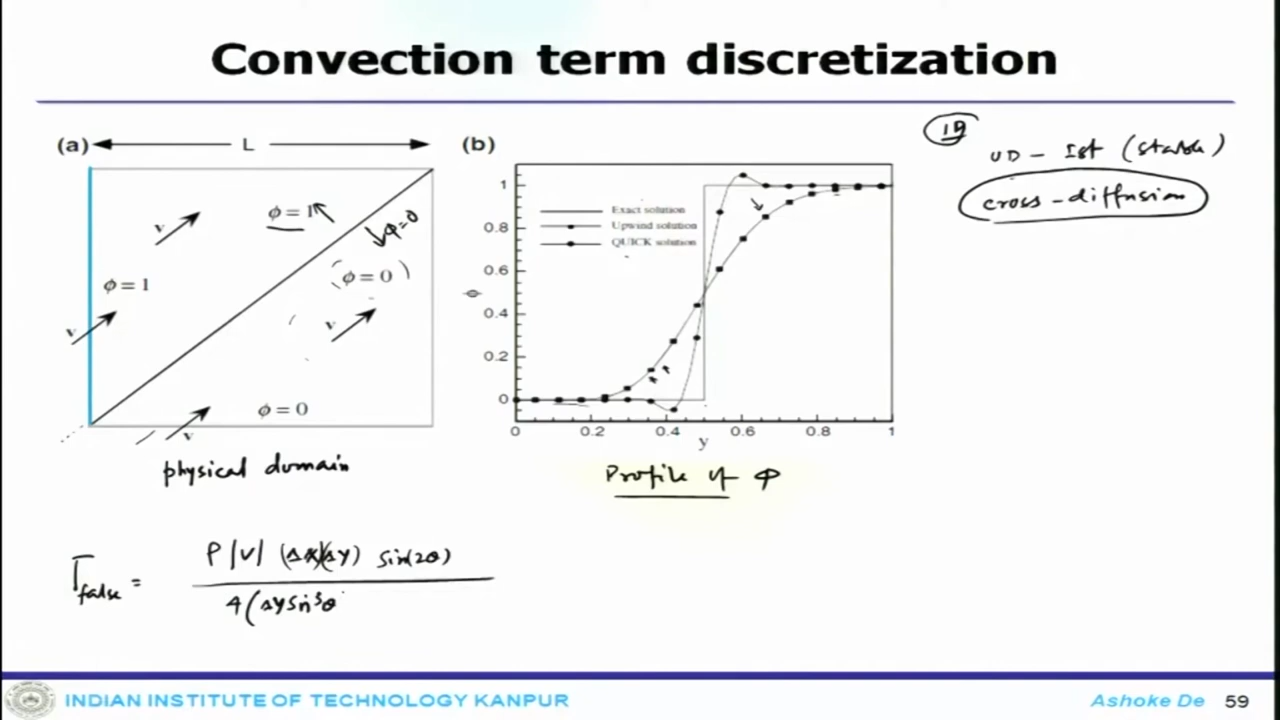 Convection term discretization
(a) L
v
ϕ = 1
ϕ=0
ϕ = 1
(ϕ = 0)
v
v
ϕ = 0
v
physical domain
(b)
Exact solution
Upwind solution
QUICK solution
ϕ
1
0.8
0.6
0.4
0.2
0
0 0.2 0.4 0.6 0.8 1
y
Profile of ϕ
UD - Ist (stable)
cross-diffusion
Γfalse = ρ|V| (Δx)(Δy) sin(2θ)
4(Δy sin³θ
INDIAN INSTITUTE OF TECHNOLOGY KANPUR
Ashoke De 59